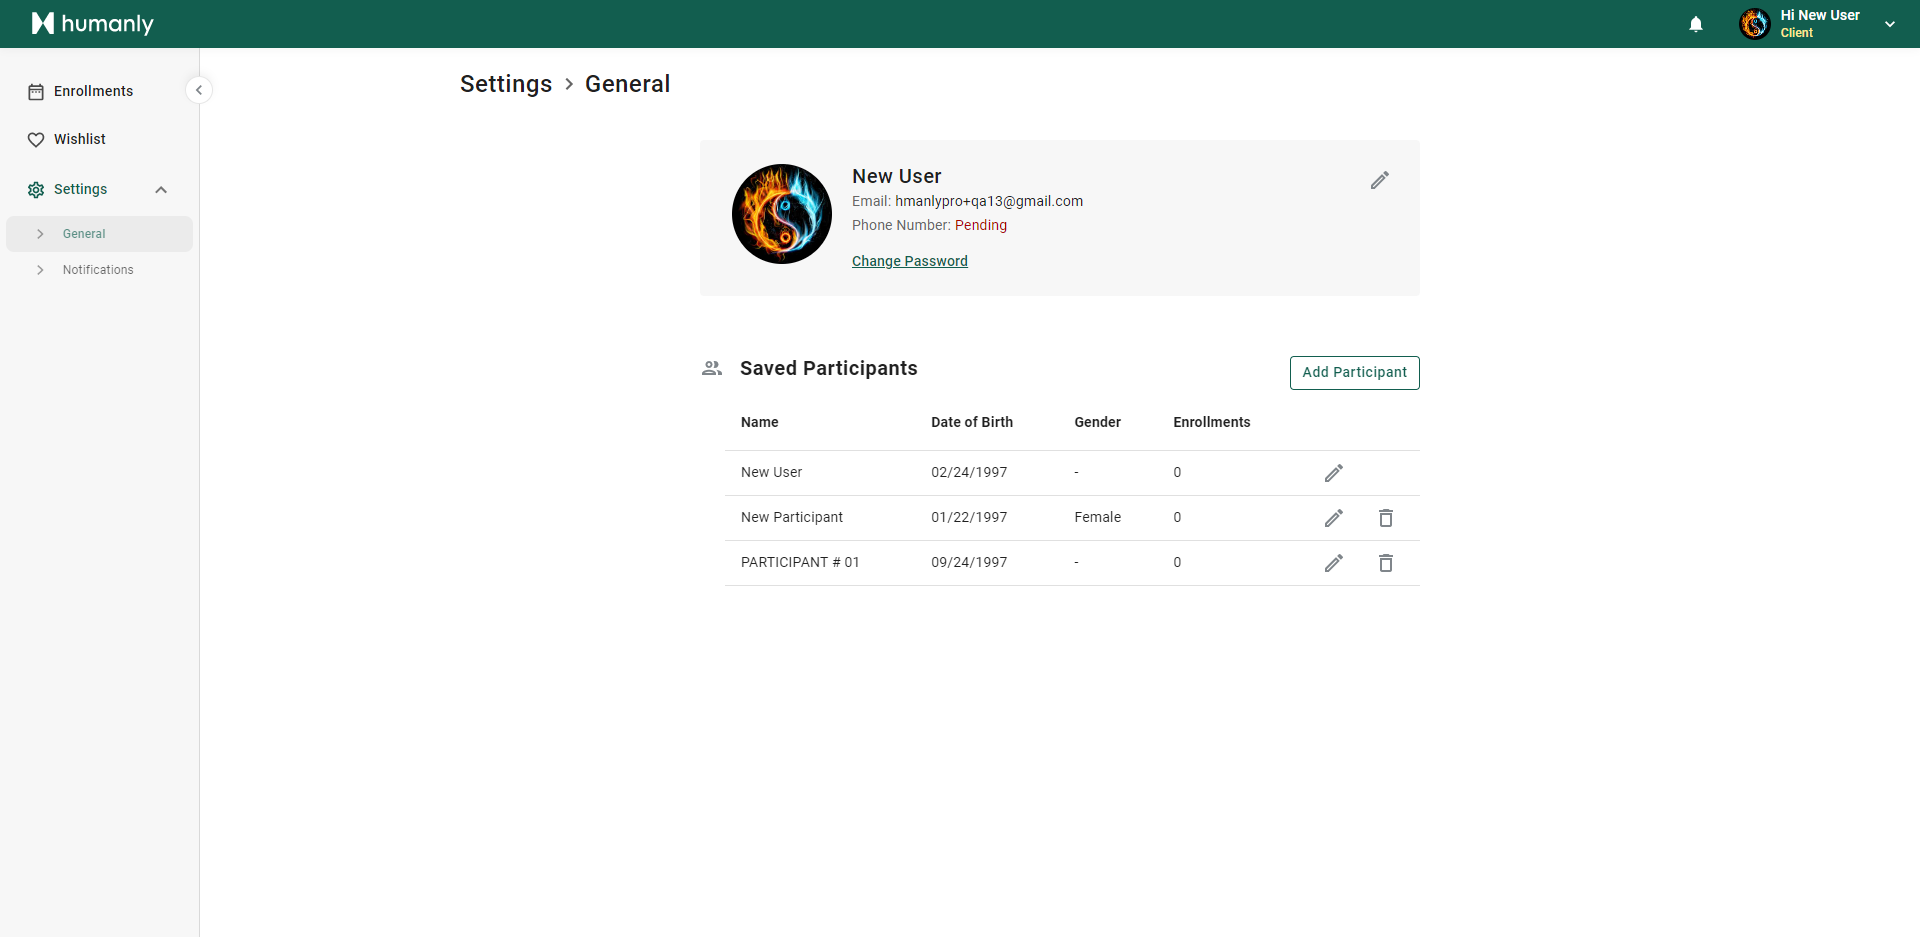 humanly
Hi New User
Client
Enrollments
Wishlist
Settings
General
Notifications
Settings > General
New User
Email: hmanlypro+qa13@gmail.com
Phone Number: Pending
Change Password
Saved Participants
Add Participant
Name Date of Birth Gender Enrollments
New User 02/24/1997 - 0
New Participant 01/22/1997 Female 0
PARTICIPANT # 01 09/24/1997 - 0